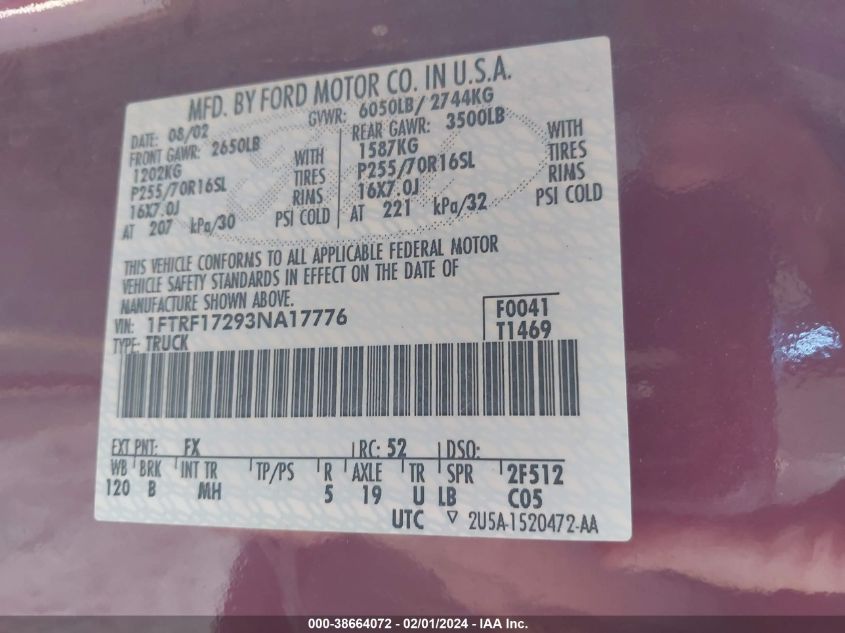 MFD. BY FORD MOTOR CO. IN U.S.A.
DATE: 08/02 GVWR: 6050LB/ 2744KG
FRONT GAWR: 2650LB REAR GAWR: 3500LB
1202KG WITH 1587KG WITH
P255/70R16SL TIRES P255/70R16SL TIRES
16X7.0J RIMS 16X7.0J RIMS
AT 207 kPa/30 PSI COLD AT 221 kPa/32 PSI COLD
THIS VEHICLE CONFORMS TO ALL APPLICABLE FEDERAL MOTOR
VEHICLE SAFETY STANDARDS IN EFFECT ON THE DATE OF
MANUFACTURE SHOWN ABOVE.
VIN: 1FTRF17293NA17776 F0041
TYPE: TRUCK T1469
EXT PNT: FX RC: 52 DSO:
WB BRK INT TR TP/PS R AXLE TR SPR 2F512
120 B MH 5 19 U LB C05
UTC ▽ 2U5A-1520472-AA
000-38664072 - 02/01/2024 - IAA Inc.